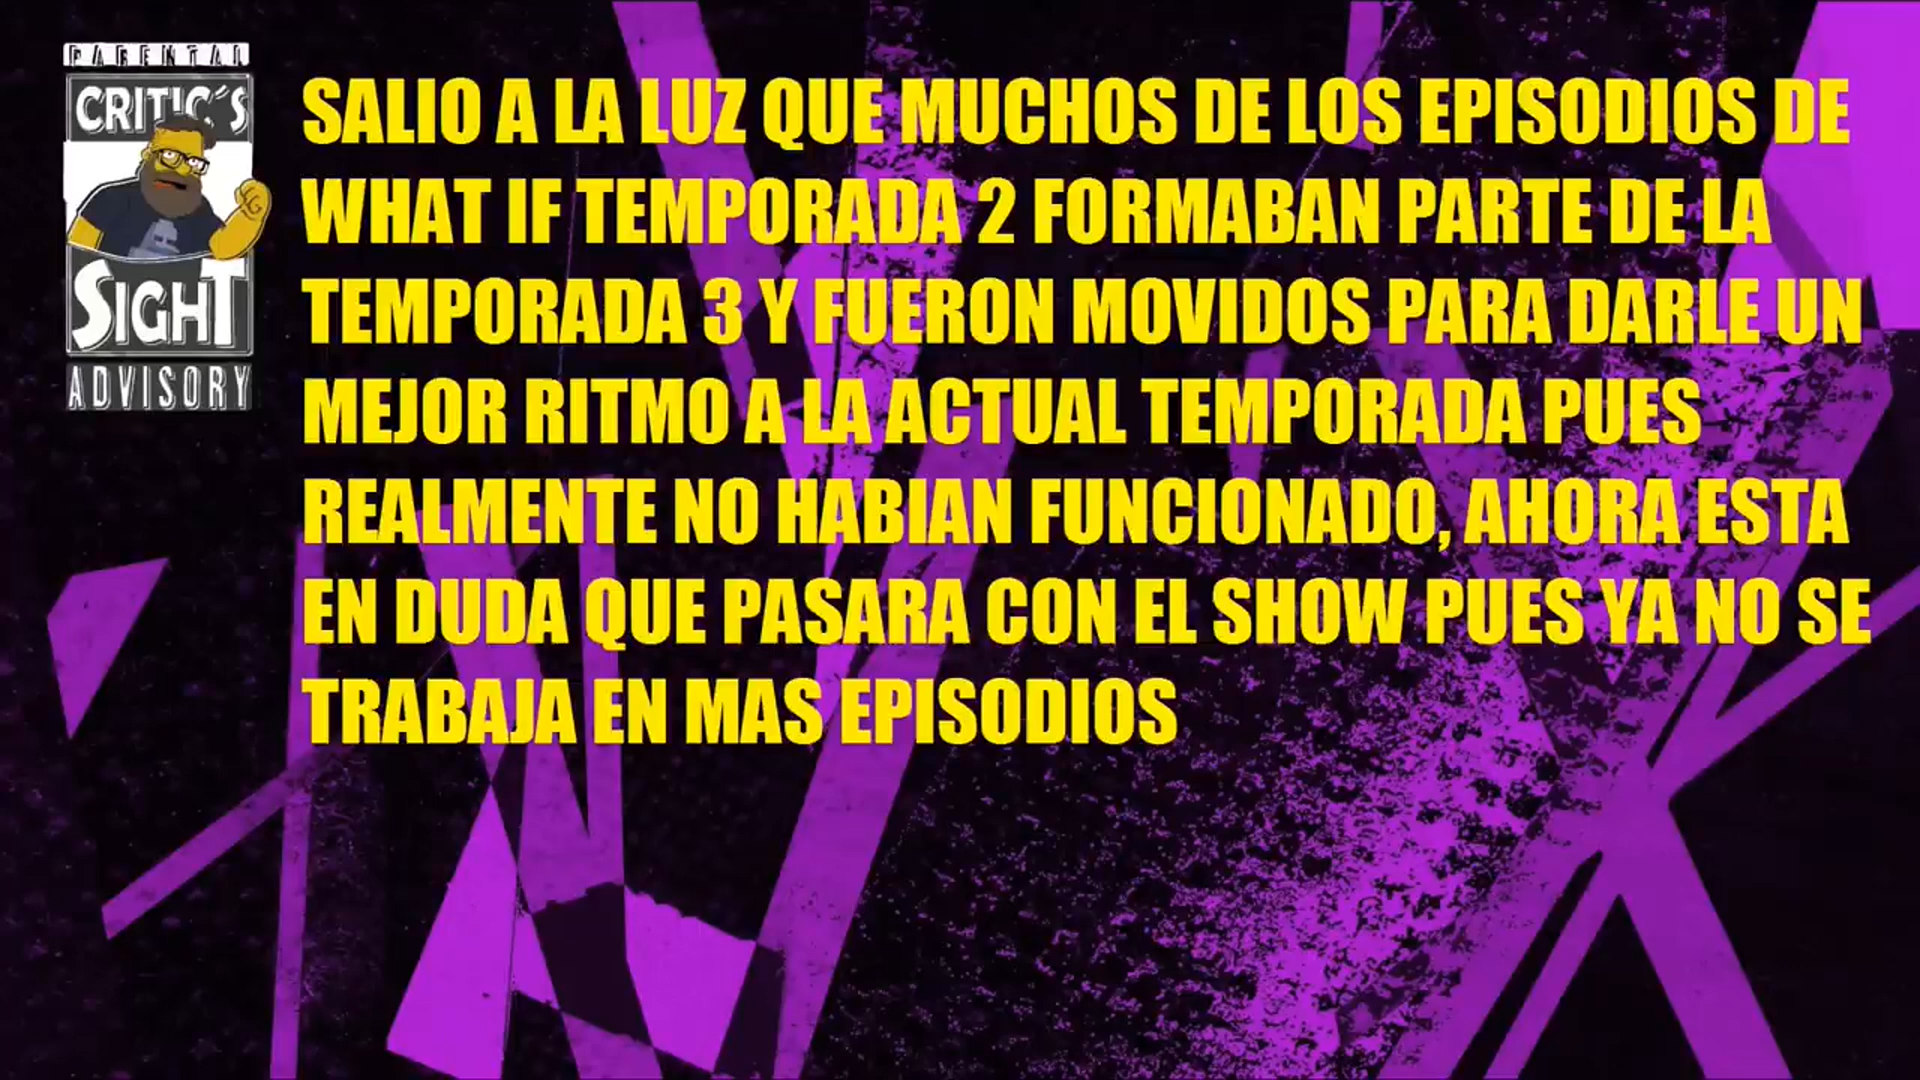 PARENTAL
CRITIC´S
SIGHT
ADVISORY
SALIO A LA LUZ QUE MUCHOS DE LOS EPISODIOS DE
WHAT IF TEMPORADA 2 FORMABAN PARTE DE LA
TEMPORADA 3 Y FUERON MOVIDOS PARA DARLE UN
MEJOR RITMO A LA ACTUAL TEMPORADA PUES
REALMENTE NO HABIAN FUNCIONADO, AHORA ESTA
EN DUDA QUE PASARA CON EL SHOW PUES YA NO SE
TRABAJA EN MAS EPISODIOS